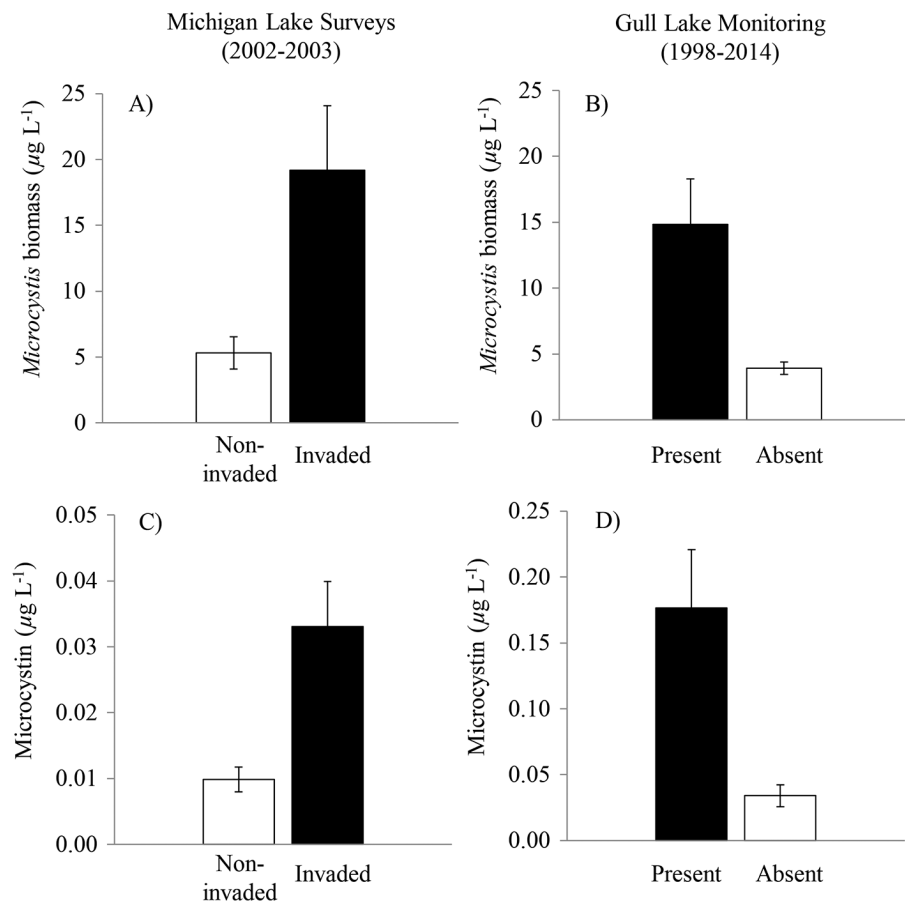 Michigan Lake Surveys
(2002-2003)
Gull Lake Monitoring
(1998-2014)
A)
Microcystis biomass (µg L⁻¹)
25
20
15
10
5
0
Non-
invaded
Invaded
B)
Microcystis biomass (µg L⁻¹)
25
20
15
10
5
0
Present
Absent
C)
Microcystin (µg L⁻¹)
0.05
0.04
0.03
0.02
0.01
0.00
Non-
invaded
Invaded
D)
Microcystin (µg L⁻¹)
0.25
0.20
0.15
0.10
0.05
0.00
Present
Absent